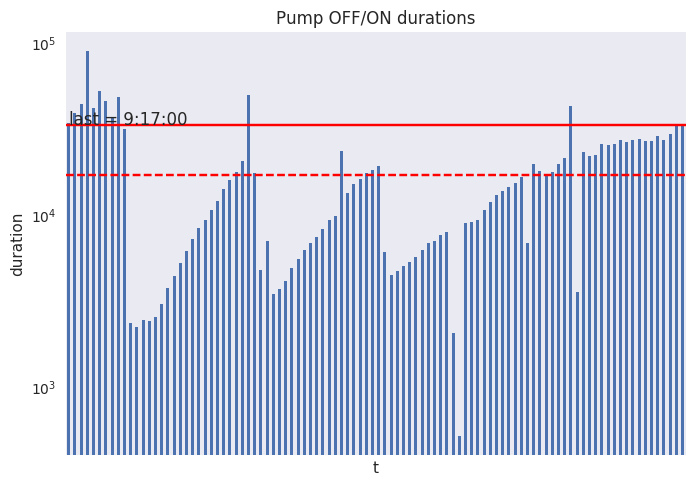 Pump OFF/ON durations
10^5
last = 9:17:00
10^4
duration
10^3
t